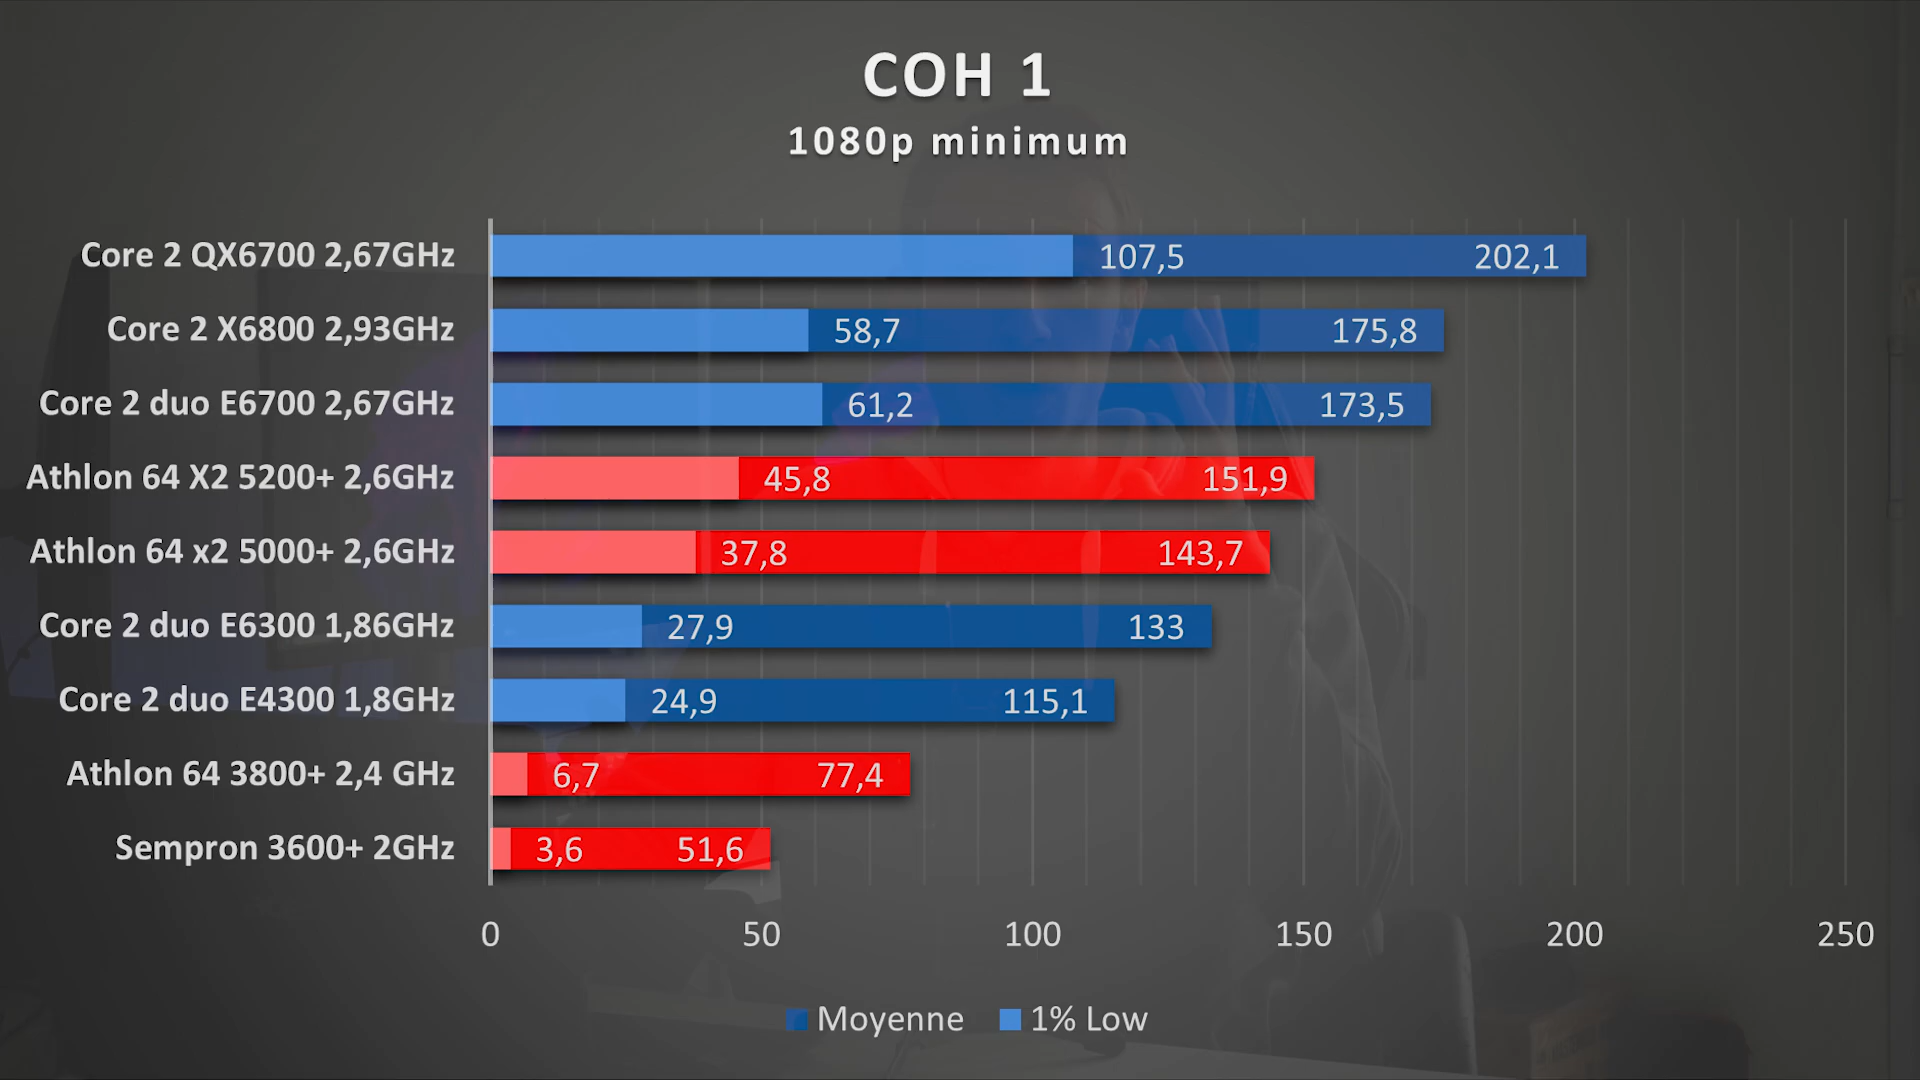 COH 1
1080p minimum
Core 2 QX6700 2,67GHz 107,5 202,1
Core 2 X6800 2,93GHz 58,7 175,8
Core 2 duo E6700 2,67GHz 61,2 173,5
Athlon 64 X2 5200+ 2,6GHz 45,8 151,9
Athlon 64 x2 5000+ 2,6GHz 37,8 143,7
Core 2 duo E6300 1,86GHz 27,9 133
Core 2 duo E4300 1,8GHz 24,9 115,1
Athlon 64 3800+ 2,4 GHz 6,7 77,4
Sempron 3600+ 2GHz 3,6 51,6
0 50 100 150 200 250
Moyenne 1% Low